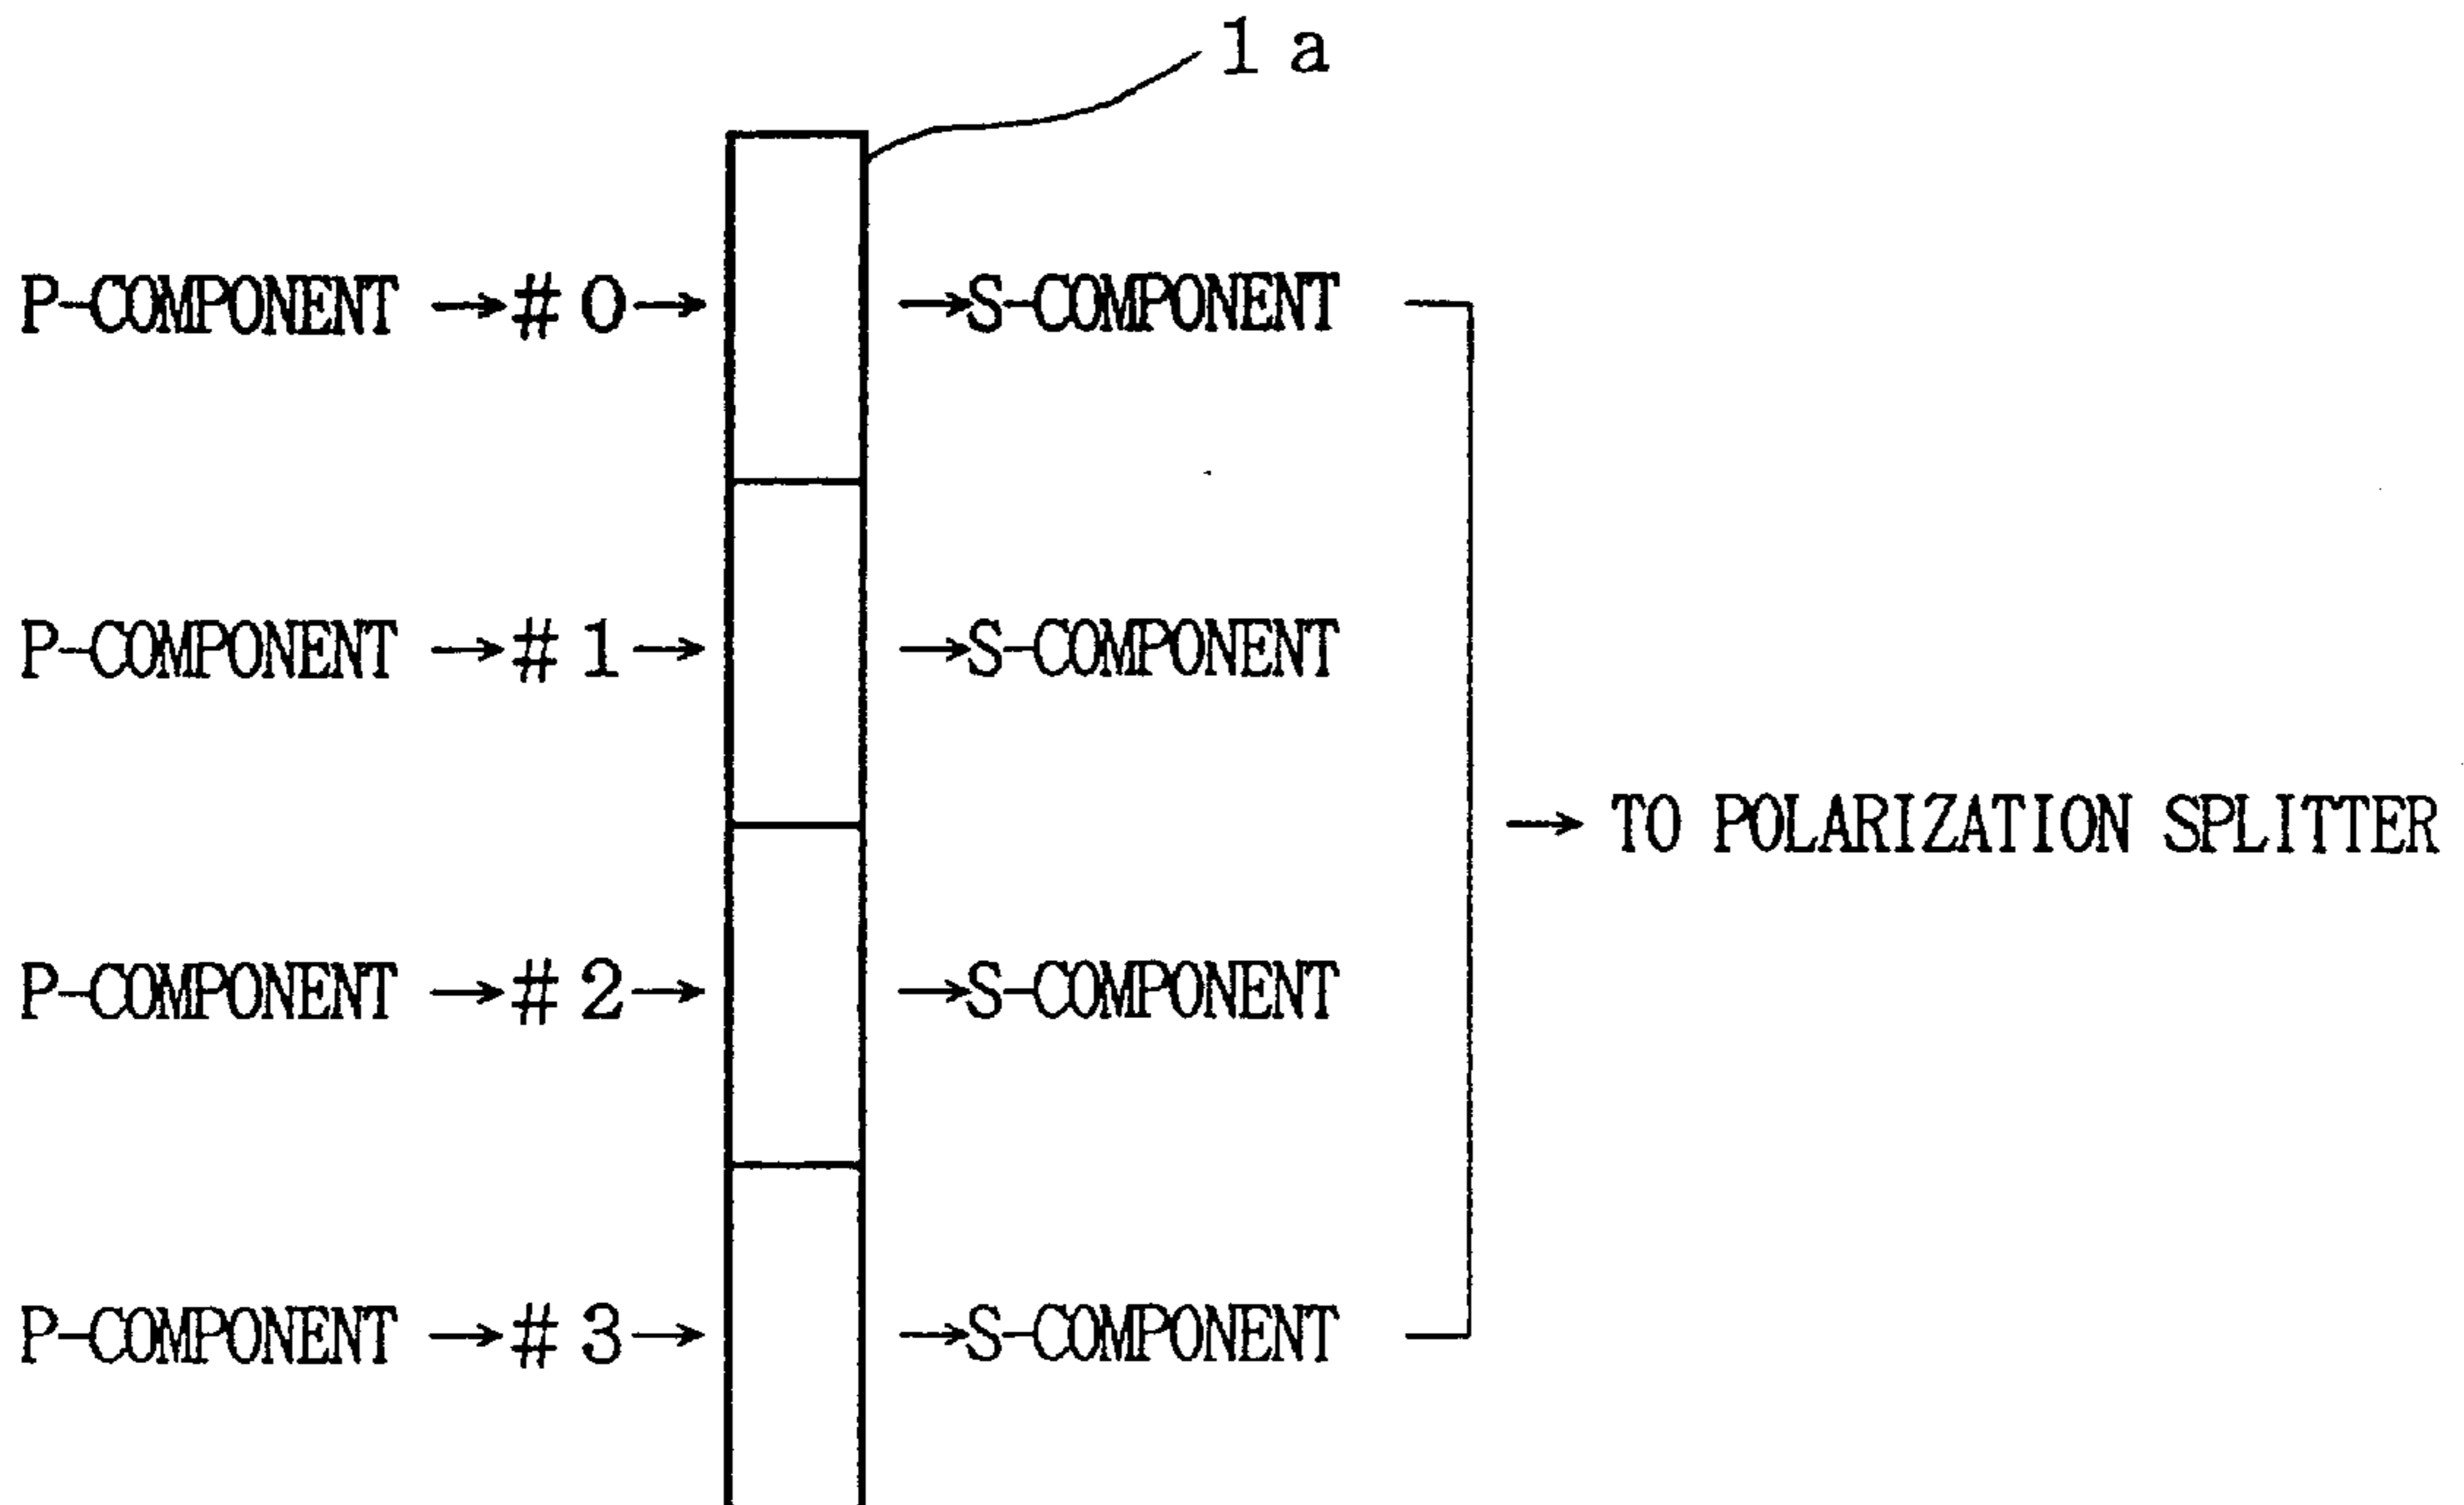 1a
P-COMPONENT →#0→ →S-COMPONENT
P-COMPONENT →#1→ →S-COMPONENT
→ TO POLARIZATION SPLITTER
P-COMPONENT →#2→ →S-COMPONENT
P-COMPONENT →#3→ →S-COMPONENT